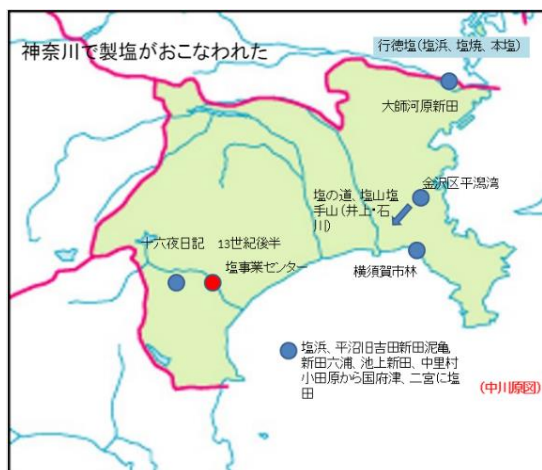 神奈川で製塩がおこなわれた
行徳塩(塩浜、塩焼、本塩)
大師河原新田
金沢区平潟湾
塩の道、塩山塩
手山(井上・石
川)
横須賀市林
十六夜日記 13世紀後半
塩事業センター
塩浜、平沼旧吉田新田泥亀、
新田六浦、池上新田、中里村
小田原から国府津、二宮に塩
田
(中川原図)